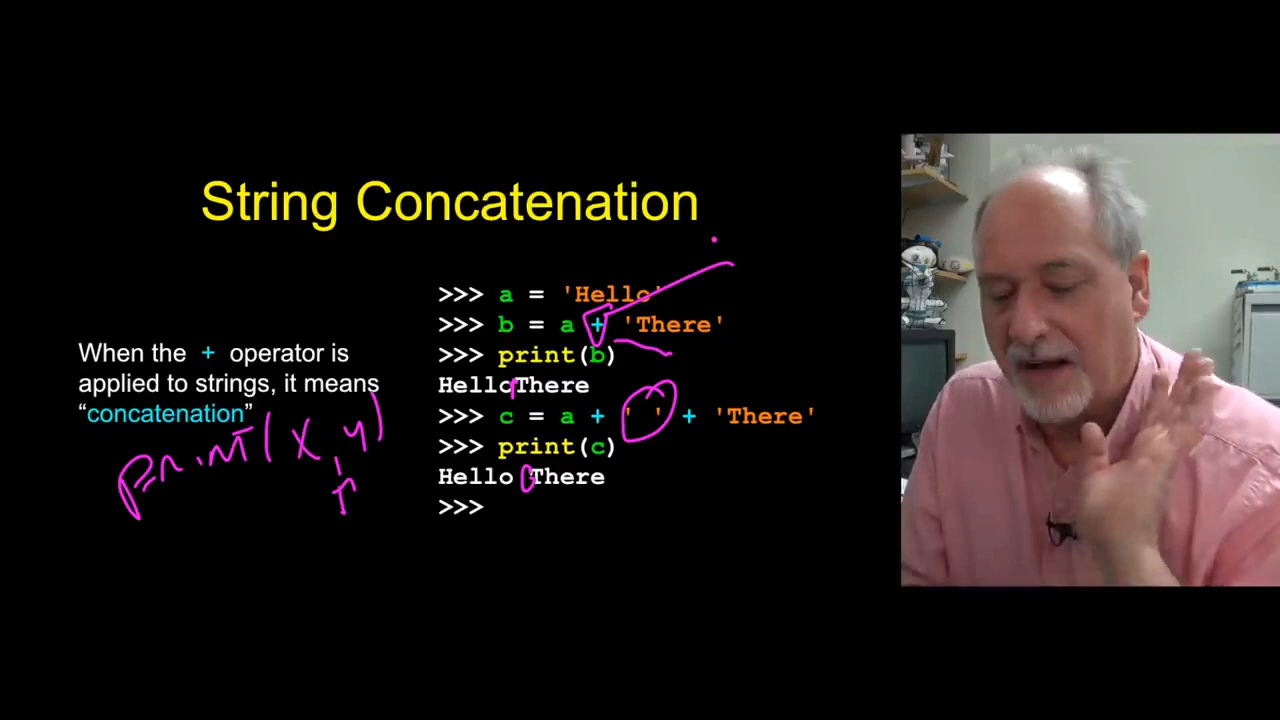 String Concatenation
When the + operator is
applied to strings, it means
“concatenation”
print(x,y)
>>> a = 'Hello'
>>> b = a + 'There'
>>> print(b)
HelloThere
>>> c = a + ' ' + 'There'
>>> print(c)
Hello There
>>>